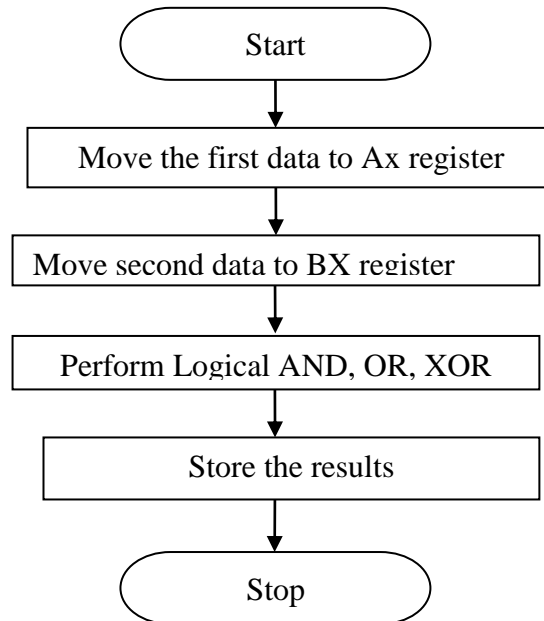 Start
Move the first data to Ax register
Move second data to BX register
Perform Logical AND, OR, XOR
Store the results
Stop